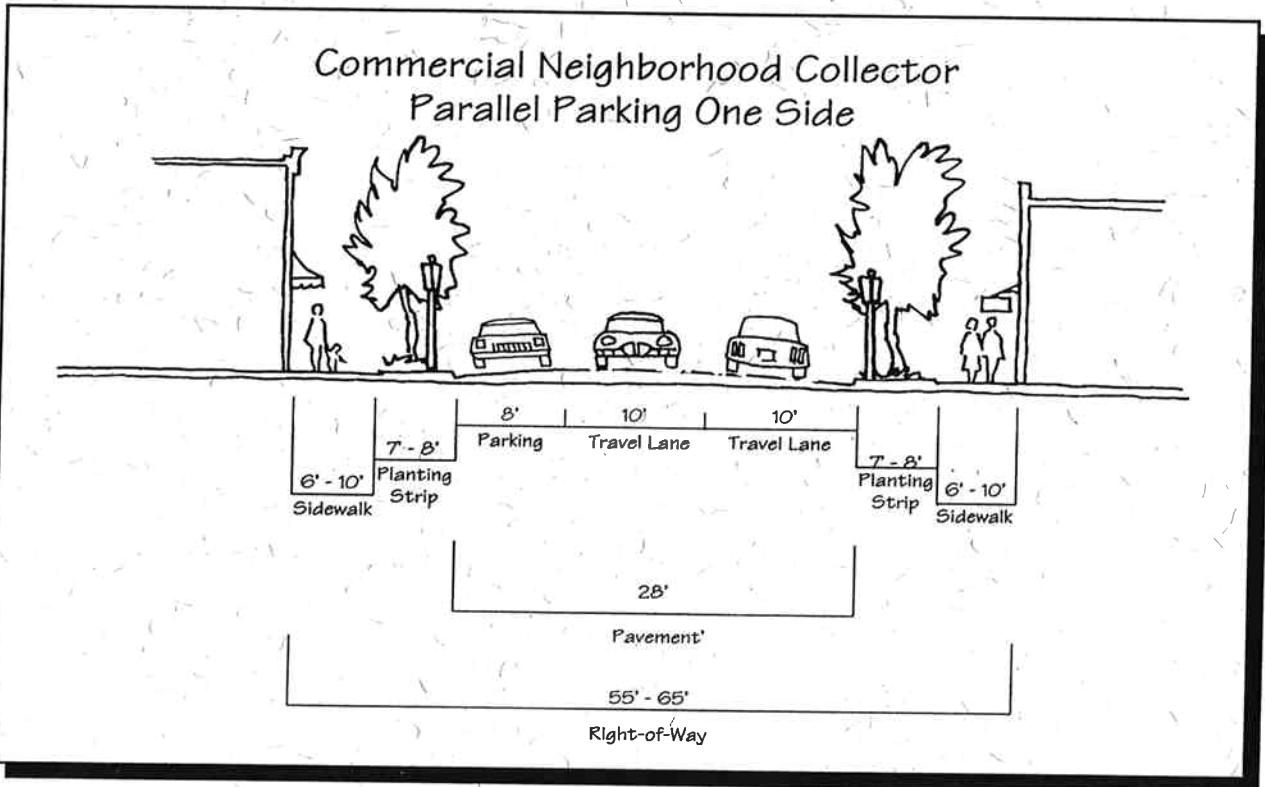 Commercial Neighborhood Collector
Parallel Parking One Side
8'
Parking
10'
Travel Lane
10'
Travel Lane
7' - 8'
Planting
Strip
7' - 8'
Planting
Strip
6' - 10'
Sidewalk
6' - 10'
Sidewalk
28'
Pavement'
55' - 65'
Right-of-Way